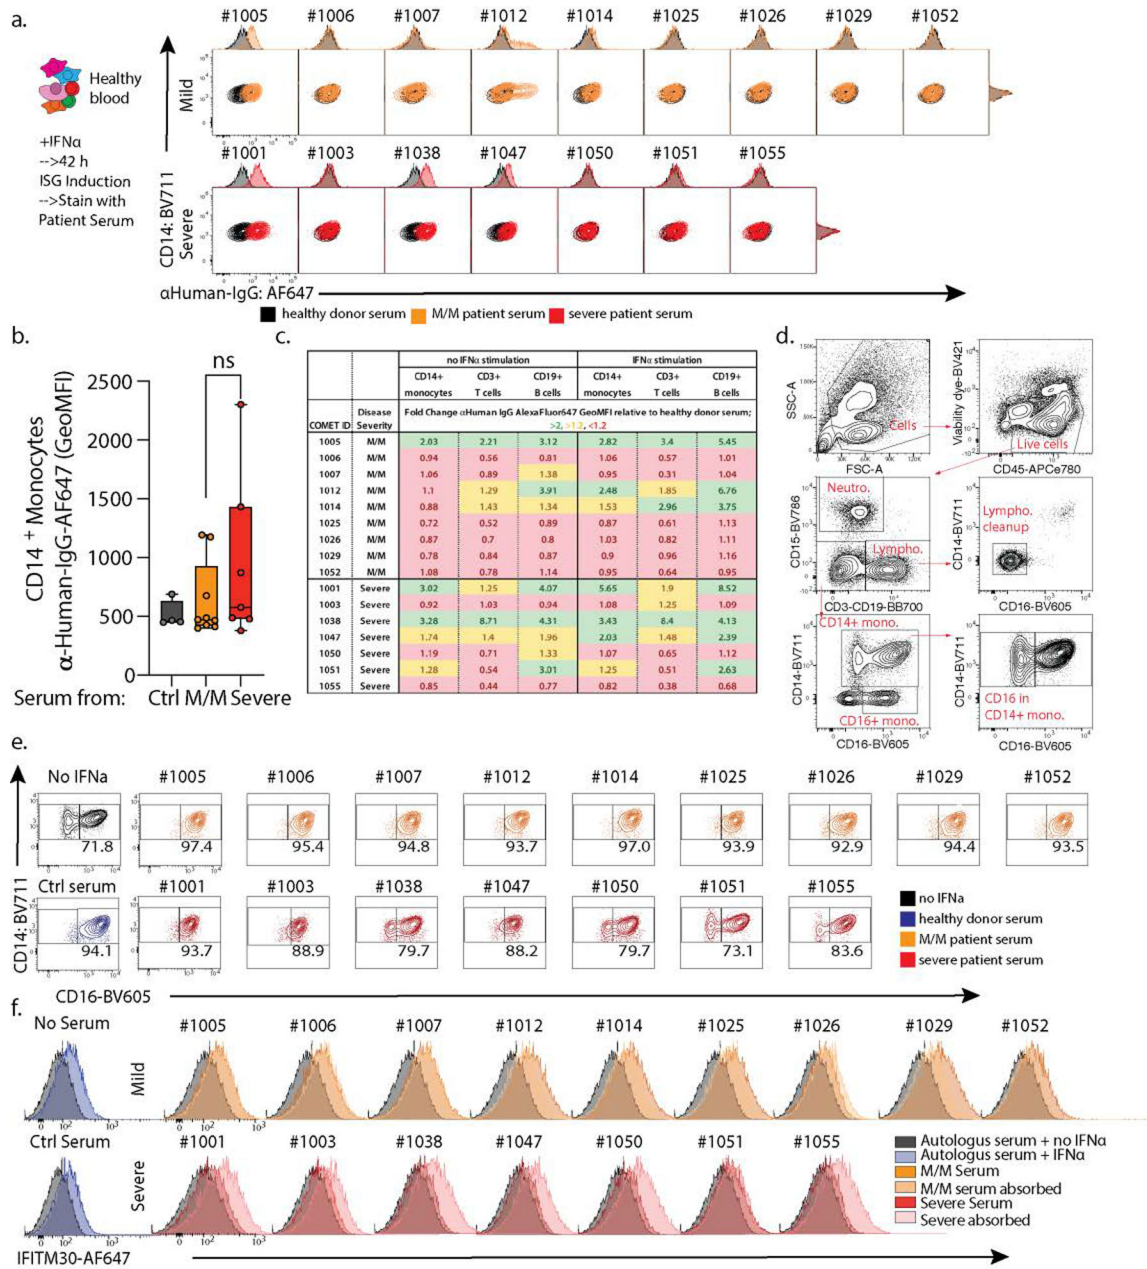 a.
#1005 #1006 #1007 #1012 #1014 #1025 #1026 #1029 #1052
Healthy
blood
+IFNα
-->42 h
ISG Induction
-->Stain with
Patient Serum
Mild
#1001 #1003 #1038 #1047 #1050 #1051 #1055
CD14: BV711
Severe
αHuman-IgG: AF647
healthy donor serum M/M patient serum severe patient serum
b.
ns
2500
2000
1500
1000
500
0
CD14 + Monocytes
α-Human-IgG-AF647 (GeoMFI)
Serum from: Ctrl M/M Severe
c.
no IFNα stimulation IFNα stimulation
CD14+ CD3+ CD19+ CD14+ CD3+ CD19+
monocytes T cells B cells monocytes T cells B cells
COMET ID Disease Severity Fold Change αHuman IgG AlexaFluor647 GeoMFI relative to healthy donor serum;
>2, >1.2, <1.2
1005 M/M 2.03 2.21 3.12 2.82 3.4 5.45
1006 M/M 0.94 0.56 0.81 1.06 0.57 1.01
1007 M/M 1.06 0.89 1.38 0.95 0.31 1.04
1012 M/M 1.1 1.29 3.91 2.48 1.85 6.76
1014 M/M 0.88 1.43 1.34 1.53 2.96 3.75
1025 M/M 0.72 0.52 0.89 0.87 0.61 1.13
1026 M/M 0.87 0.7 0.8 1.03 0.82 1.11
1029 M/M 0.78 0.84 0.87 0.9 0.96 1.16
1052 M/M 1.08 0.78 1.14 0.95 0.64 0.95
1001 Severe 3.02 1.25 4.07 5.65 1.9 8.52
1003 Severe 0.92 1.03 0.94 1.08 1.25 1.09
1038 Severe 3.28 8.71 4.31 3.43 8.4 4.13
1047 Severe 1.74 1.4 1.96 2.03 1.48 2.39
1050 Severe 1.19 0.71 1.33 1.07 0.65 1.12
1051 Severe 1.28 0.54 3.01 1.25 0.51 2.63
1055 Severe 0.85 0.44 0.77 0.82 0.38 0.68
d.
150K
100K
50K
0
SSC-A
Cells
0 30K 60K 90K 120K
FSC-A
Viability dye-BV421
Live cells
CD45-APCe780
Neutro.
CD15-BV786
Lympho.
CD3-CD19-BB700
Lympho.
cleanup
CD14-BV711
CD16-BV605
CD14+ mono.
CD14-BV711
CD16+ mono.
CD16-BV605
CD14-BV711
CD16 in
CD14+ mono.
CD16-BV605
e.
No IFNa #1005 #1006 #1007 #1012 #1014 #1025 #1026 #1029 #1052
71.8 97.4 95.4 94.8 93.7 97.0 93.9 92.9 94.4 93.5
CD14: BV711
Ctrl serum #1001 #1003 #1038 #1047 #1050 #1051 #1055
94.1 93.7 88.9 79.7 88.2 79.7 73.1 83.6
no IFNa
healthy donor serum
M/M patient serum
severe patient serum
CD16-BV605
f.
No Serum #1005 #1006 #1007 #1012 #1014 #1025 #1026 #1029 #1052
Mild
Ctrl Serum #1001 #1003 #1038 #1047 #1050 #1051 #1055
Severe
Autologus serum + no IFNα
Autologus serum + IFNα
M/M Serum
M/M serum absorbed
Severe Serum
Severe absorbed
IFITM30-AF647